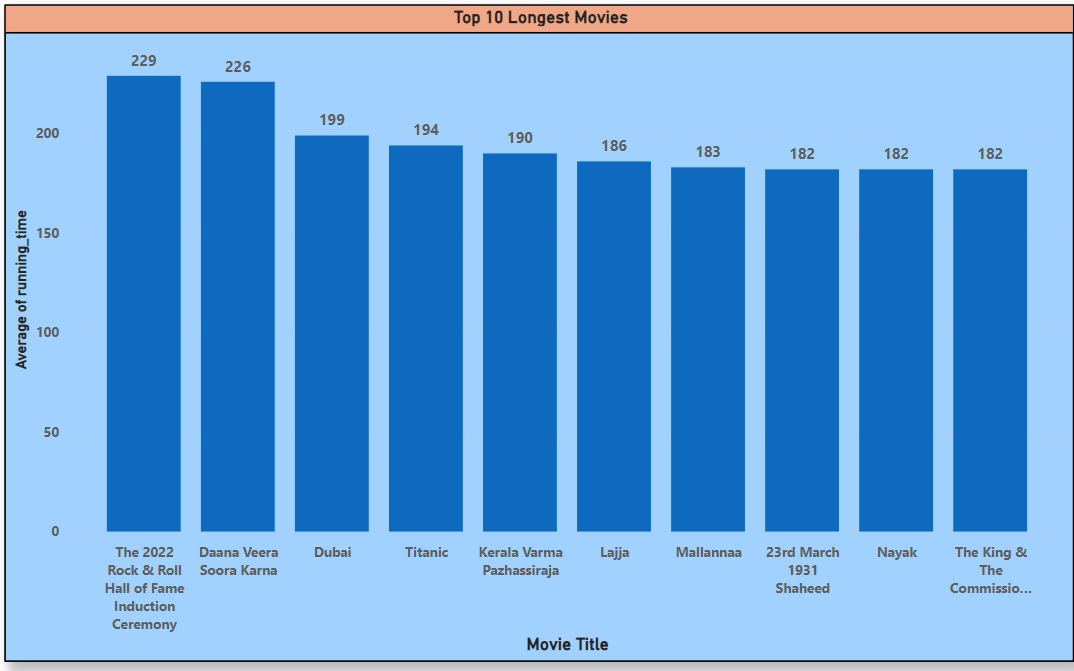 Top 10 Longest Movies
229
226
199
194
190
186
183
182
182
182
200
150
100
50
0
Average of running_time
The 2022
Rock & Roll
Hall of Fame
Induction
Ceremony
Daana Veera
Soora Karna
Dubai
Titanic
Kerala Varma
Pazhassiraja
Lajja
Mallannaa
23rd March
1931
Shaheed
Nayak
The King &
The
Commissio...
Movie Title